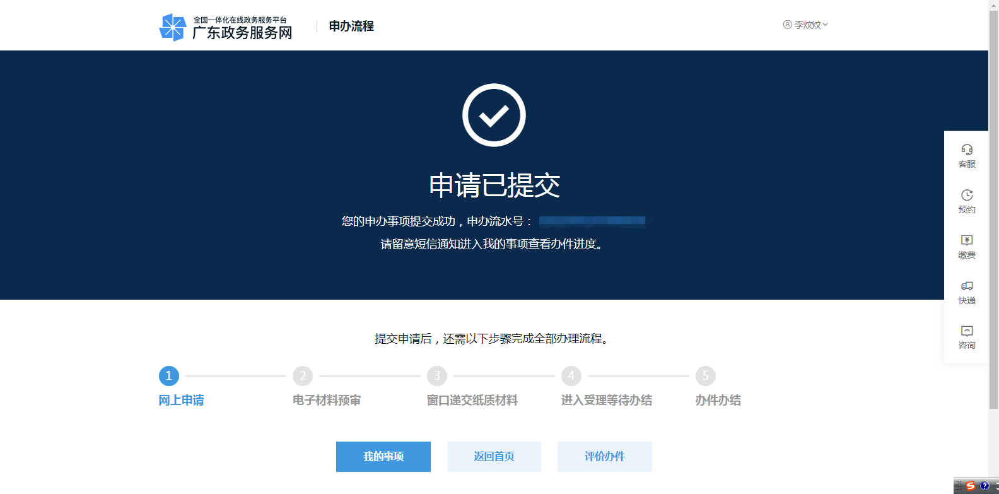 全国一体化在线政务服务平台
广东政务服务网
申办流程
李炆炆
申请已提交
您的申办事项提交成功，申办流水号：
请留意短信通知进入我的事项查看办件进度。
客服
预约
缴费
快递
咨询
提交申请后，还需以下步骤完成全部办理流程。
1 2 3 4 5
网上申请 电子材料预审 窗口递交纸质材料 进入受理等待办结 办件办结
我的事项 返回首页 评价办件